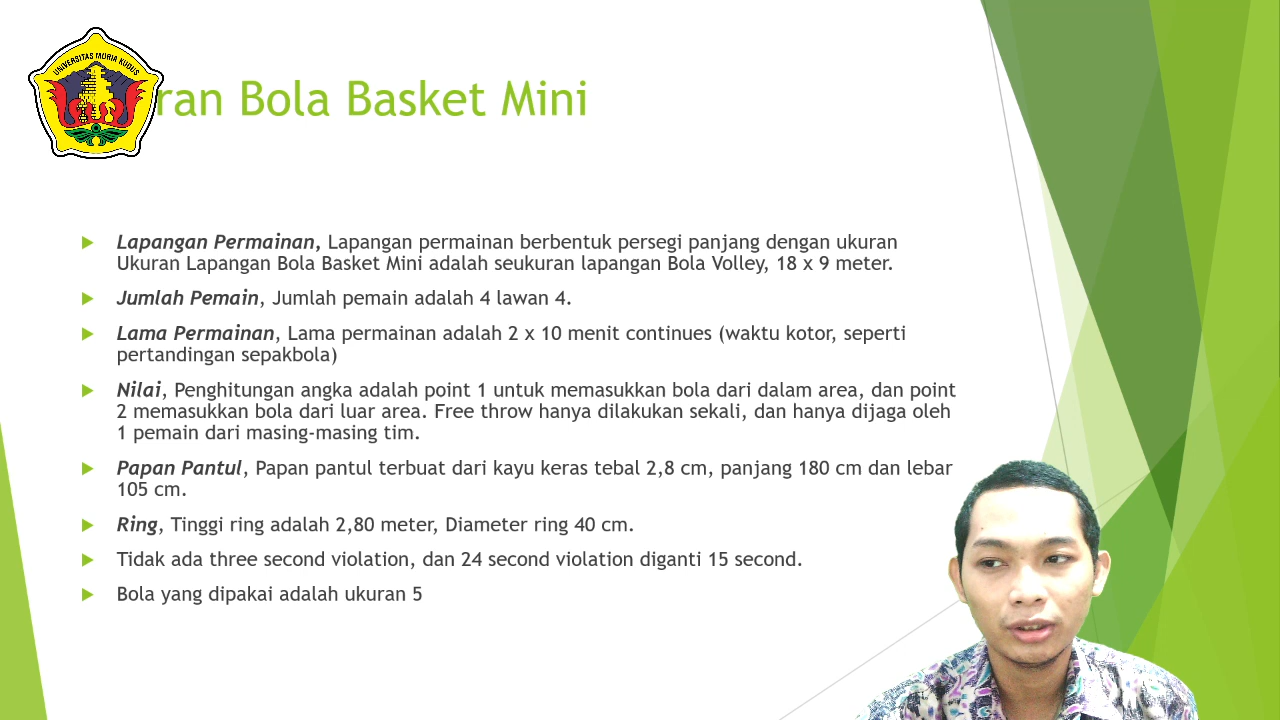 UNIVERSITAS MURIA KUDUS
ran Bola Basket Mini
Lapangan Permainan, Lapangan permainan berbentuk persegi panjang dengan ukuran
Ukuran Lapangan Bola Basket Mini adalah seukuran lapangan Bola Volley, 18 x 9 meter.
Jumlah Pemain, Jumlah pemain adalah 4 lawan 4.
Lama Permainan, Lama permainan adalah 2 x 10 menit continues (waktu kotor, seperti
pertandingan sepakbola)
Nilai, Penghitungan angka adalah point 1 untuk memasukkan bola dari dalam area, dan point
2 memasukkan bola dari luar area. Free throw hanya dilakukan sekali, dan hanya dijaga oleh
1 pemain dari masing-masing tim.
Papan Pantul, Papan pantul terbuat dari kayu keras tebal 2,8 cm, panjang 180 cm dan lebar
105 cm.
Ring, Tinggi ring adalah 2,80 meter, Diameter ring 40 cm.
Tidak ada three second violation, dan 24 second violation diganti 15 second.
Bola yang dipakai adalah ukuran 5